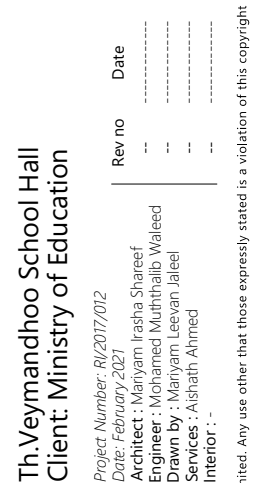 Th.Veymandhoo School Hall
Client: Ministry of Education
Project Number: RI/2017/012
Date: February 2021
Architect : Mariyam Irasha Shareef
Engineer : Mohamed Muththalib Waleed
Drawn by : Mariyam Leevan Jaleel
Services : Aishath Ahmed
Interior : -
Rev no Date
-- ----------------
-- ----------------
-- ----------------
-- ----------------
nited. Any use other that those expressly stated is a violation of this copyright